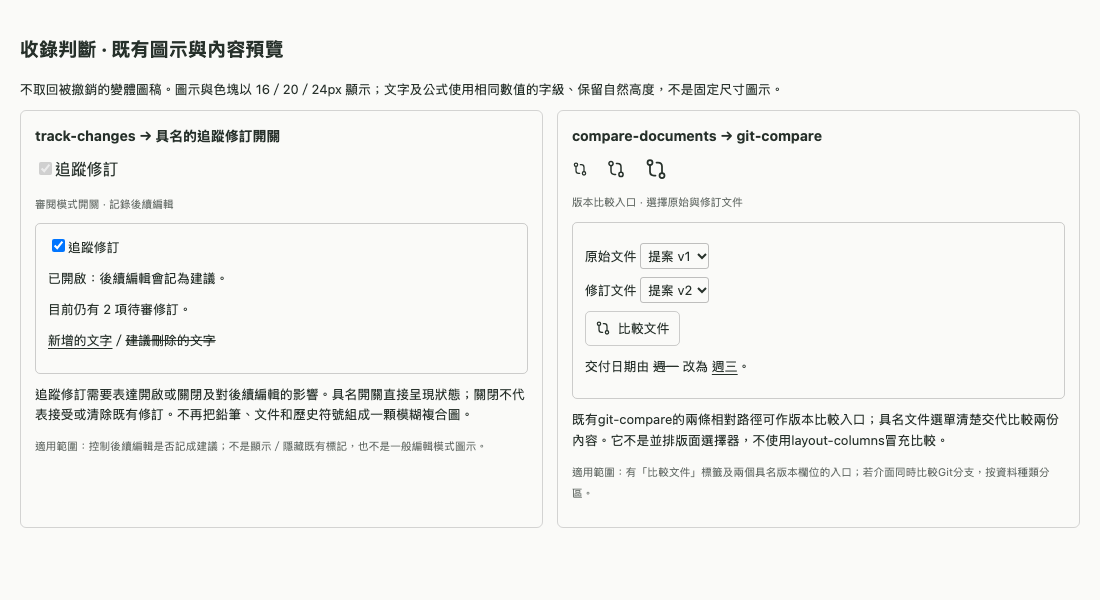 收錄判斷 · 既有圖示與內容預覽
不取回被撤銷的變體圖稿。圖示與色塊以 16 / 20 / 24px 顯示；文字及公式使用相同數值的字級、保留自然高度，不是固定尺寸圖示。
track-changes → 具名的追蹤修訂開關
追蹤修訂
審閱模式開關 · 記錄後續編輯
追蹤修訂
已開啟：後續編輯會記為建議。
目前仍有 2 項待審修訂。
新增的文字 / 建議刪除的文字
追蹤修訂需要表達開啟或關閉及對後續編輯的影響。具名開關直接呈現狀態；關閉不代
表接受或清除既有修訂。不再把鉛筆、文件和歷史符號組成一顆模糊複合圖。
適用範圍：控制後續編輯是否記成建議；不是顯示 / 隱藏既有標記，也不是一般編輯模式圖示。
compare-documents → git-compare
版本比較入口 · 選擇原始與修訂文件
原始文件 提案 v1
修訂文件 提案 v2
比較文件
交付日期由 週一 改為 週三。
既有git-compare的兩條相對路徑可作版本比較入口；具名文件選單清楚交代比較兩份
內容。它不是並排版面選擇器，不使用layout-columns冒充比較。
適用範圍：有「比較文件」標籤及兩個具名版本欄位的入口；若介面同時比較Git分支，按資料種類分
區。